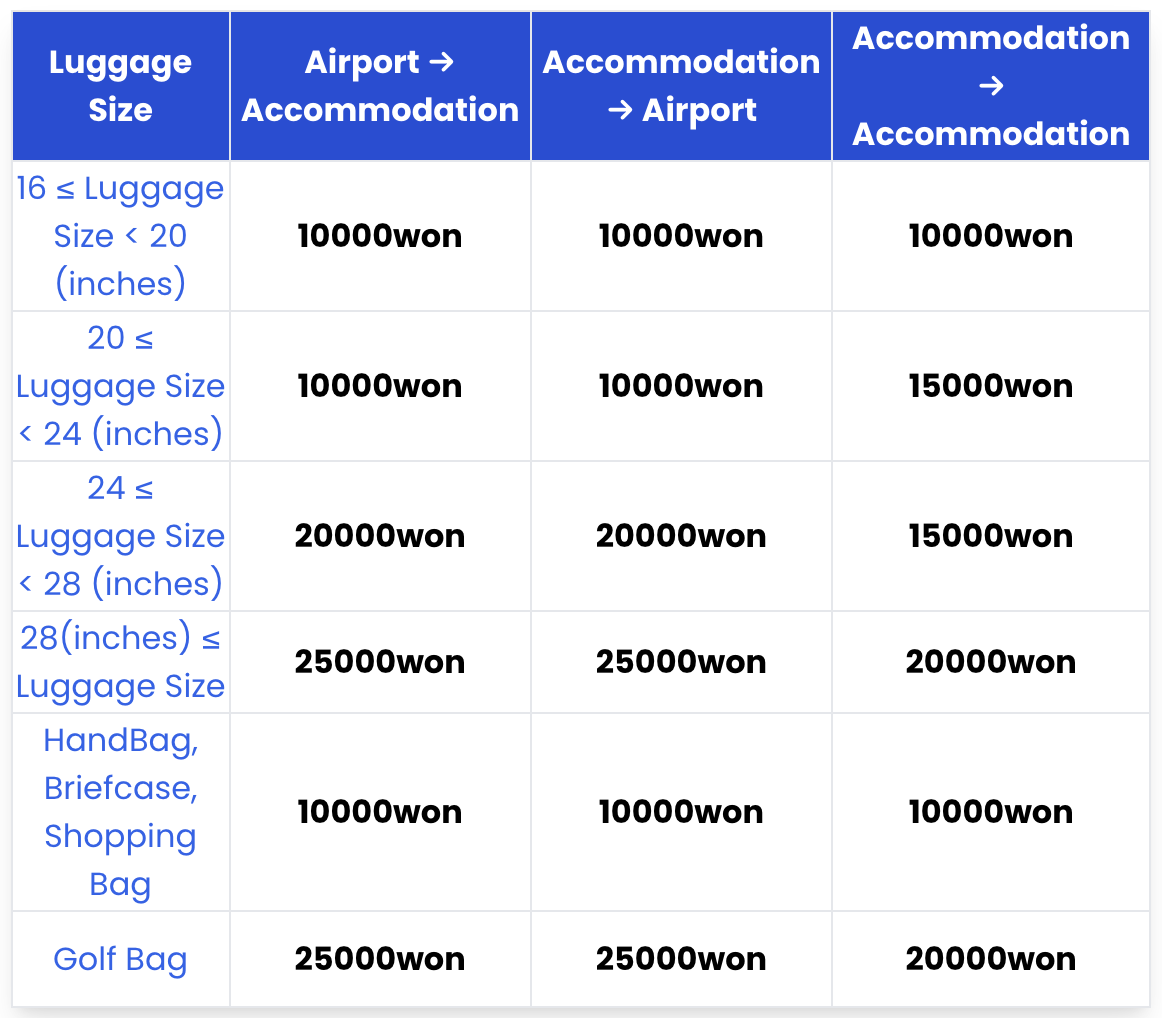 Luggage
Size
Airport →
Accommodation
Accommodation
→ Airport
Accommodation
→
Accommodation
16 ≤ Luggage
Size < 20
(inches)
10000won
10000won
10000won
20 ≤
Luggage Size
< 24 (inches)
10000won
10000won
15000won
24 ≤
Luggage Size
< 28 (inches)
20000won
20000won
15000won
28(inches) ≤
Luggage Size
25000won
25000won
20000won
HandBag,
Briefcase,
Shopping
Bag
10000won
10000won
10000won
Golf Bag
25000won
25000won
20000won